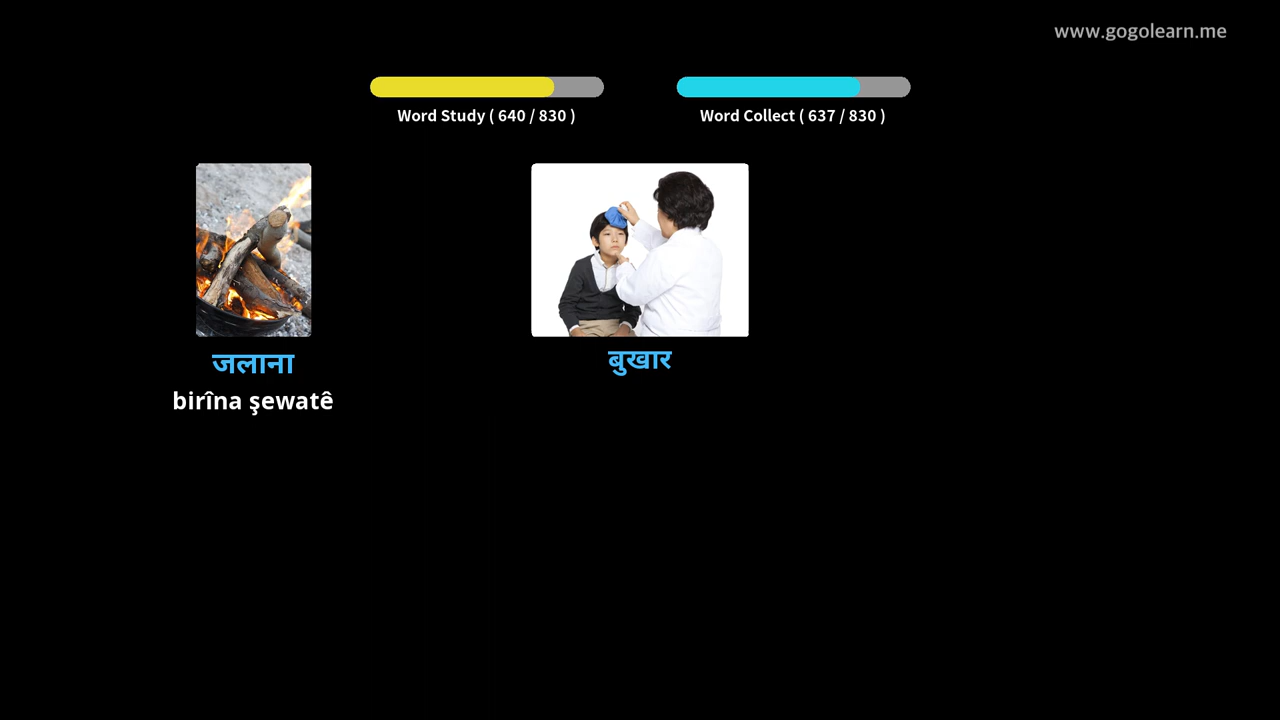 www.gogolearn.me
Word Study ( 640 / 830 )
Word Collect ( 637 / 830 )
जलाना
birîna şewatê
बुखार